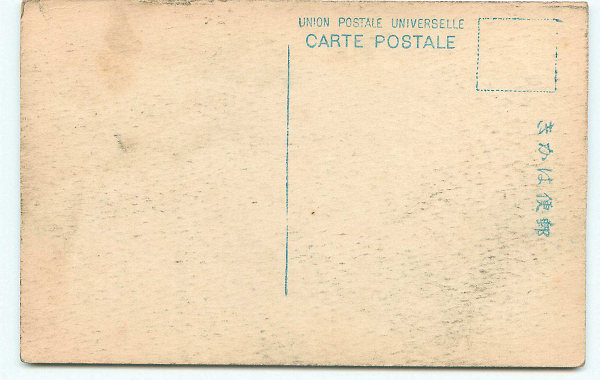 UNION POSTALE UNIVERSELLE
CARTE POSTALE
きかは便郵